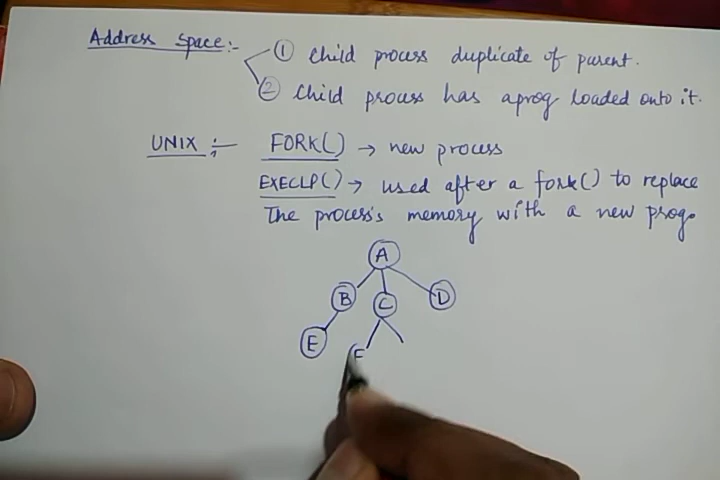 Address space:-
① Child process duplicate of parent.
② Child process has a prog loaded onto it.
UNIX :- FORK() → new process
EXECLP() → used after a fork() to replace
The process's memory with a new prog.
A
B C D
E F